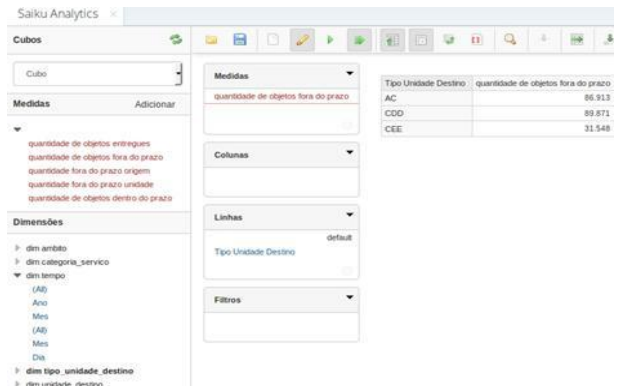 Saiku Analytics ×
Cubos
Cubo
Medidas Adicionar
quantidade de objetos entregues
quantidade de objetos fora do prazo
quantidade fora do prazo origem
quantidade fora do prazo unidade
quantidade de objetos dentro do prazo
Dimensões
dim ambito
dim categoria_servico
dim tempo
(All)
Ano
Mes
(All)
Mes
Dia
dim tipo_unidade_destino
dim unidade_destino
Medidas
quantidade de objetos fora do prazo
Colunas
Linhas
default
Tipo Unidade Destino
Filtros
Tipo Unidade Destino quantidade de objetos fora do prazo
AC 86.913
CDD 89.871
CEE 31.548